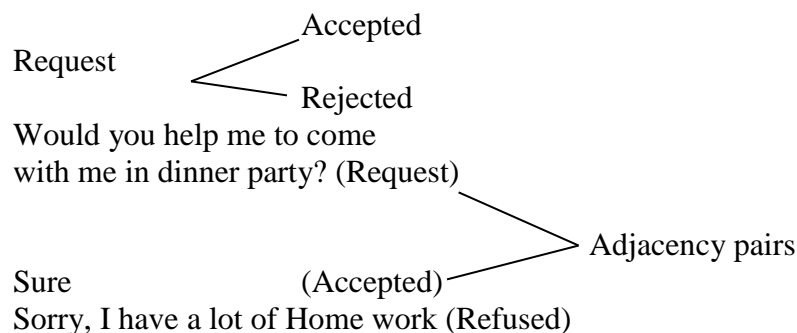 Accepted
Request
Rejected
Would you help me to come
with me in dinner party? (Request)
Adjacency pairs
Sure (Accepted)
Sorry, I have a lot of Home work (Refused)